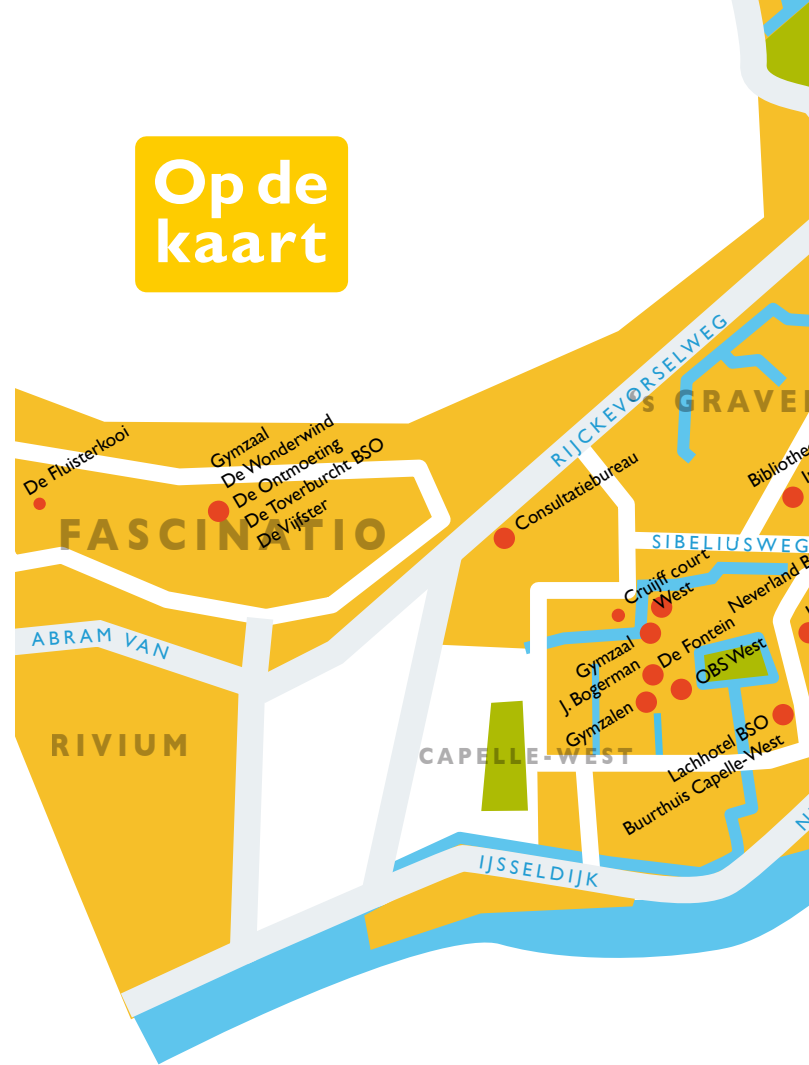 Op de
kaart
RIJCKEVORSELWEG
's GRAVEN
De Fluisterkooi
Gymzaal
De Wonderwind
De Ontmoeting
De Toverburcht BSO
De Vijfster
FASCINATIO
Consultatiebureau
SIBELIUSWEG
Cruijff court
West
Neverland B
Gymzaal
J. Bogerman
De Fontein
OBS West
Gymzalen
ABRAM VAN
RIVIUM
CAPELLE-WEST
Lachhotel BSO
Buurthuis Capelle-West
IJSSELDIJK